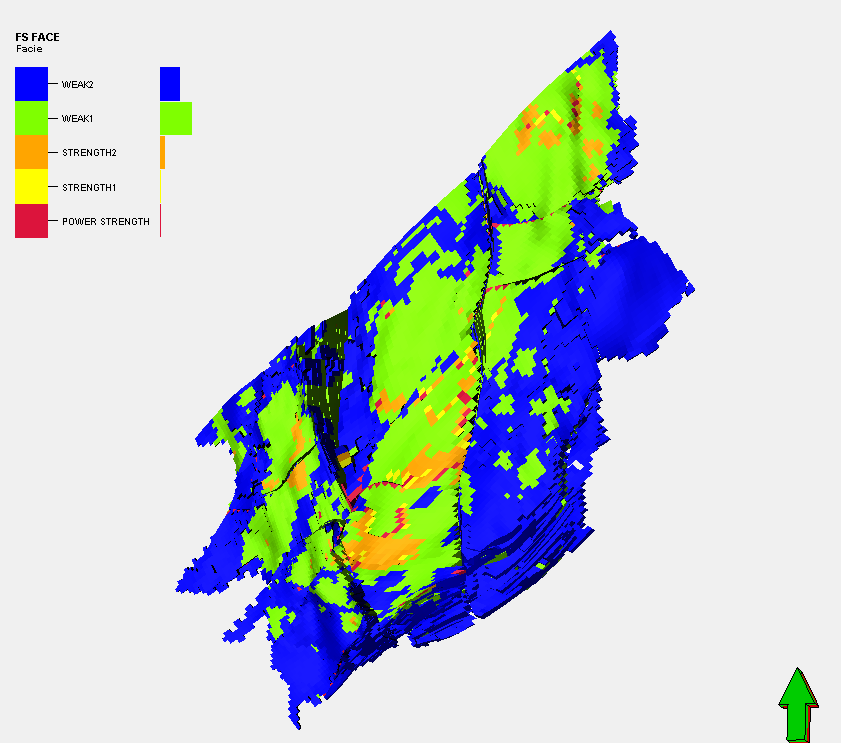 FS FACE
Facie
WEAK2
WEAK1
STRENGTH2
STRENGTH1
POWER STRENGTH